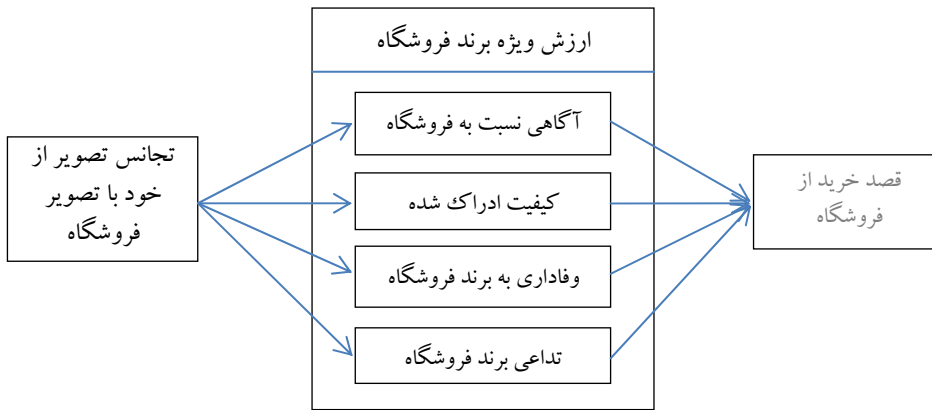 ارزش ویژه برند فروشگاه
تجانس تصویر از
خود با تصویر
فروشگاه
آگاهی نسبت به فروشگاه
کیفیت ادراک شده
وفاداری به برند فروشگاه
تداعی برند فروشگاه
قصد خرید از
فروشگاه